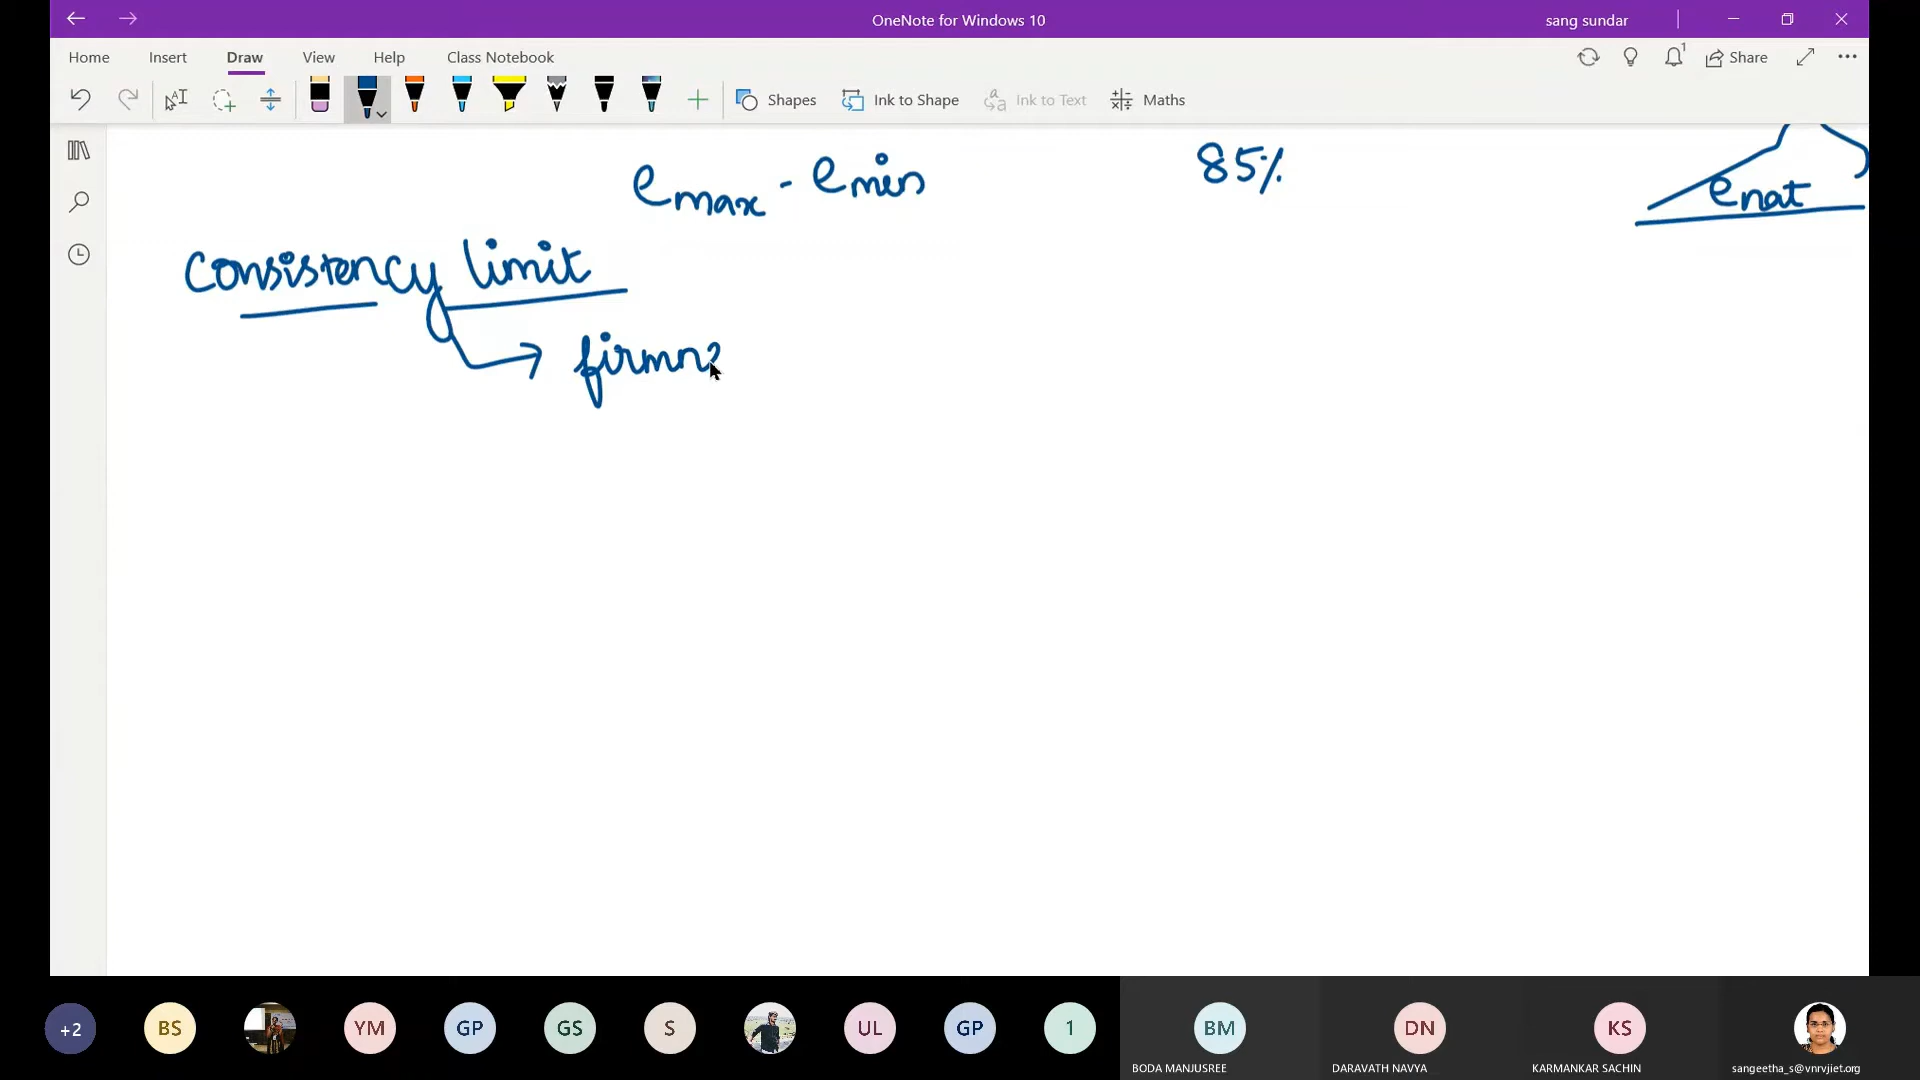 OneNote for Windows 10
sang sundar
Home Insert Draw View Help Class Notebook
1 Share
Shapes Ink to Shape Ink to Text Maths
emax - emin
85%
enat
Consistency limit
firmn
+2 BS YM GP GS S UL GP 1 BM DN KS
BODA MANJUSREE DARAVATH NAVYA KARMANKAR SACHIN sangeetha_s@vnrvjiet.org